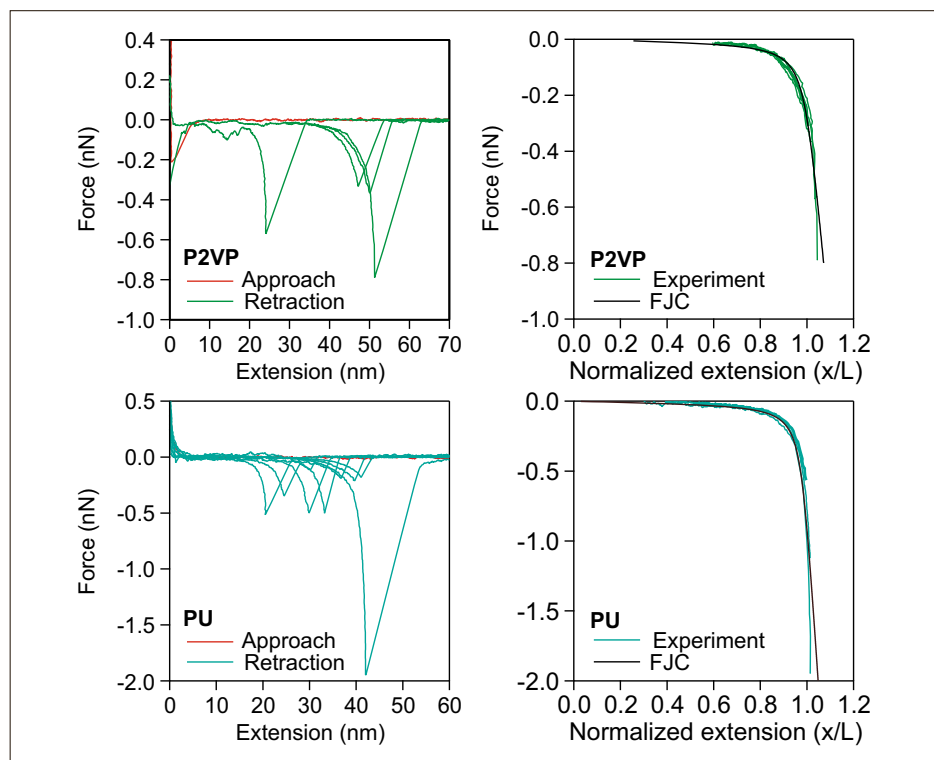 0.4
0.2
0.0
-0.2
-0.4
-0.6
-0.8
-1.0
Force (nN)
P2VP
Approach
Retraction
0 10 20 30 40 50 60 70
Extension (nm)
0.0
-0.2
-0.4
-0.6
-0.8
-1.0
Force (nN)
P2VP
Experiment
FJC
0.0 0.2 0.4 0.6 0.8 1.0 1.2
Normalized extension (x/L)
0.5
0.0
-0.5
-1.0
-1.5
-2.0
Force (nN)
PU
Approach
Retraction
0 10 20 30 40 50 60
Extension (nm)
0.0
-0.5
-1.0
-1.5
-2.0
Force (nN)
PU
Experiment
FJC
0.0 0.2 0.4 0.6 0.8 1.0 1.2
Normalized extension (x/L)